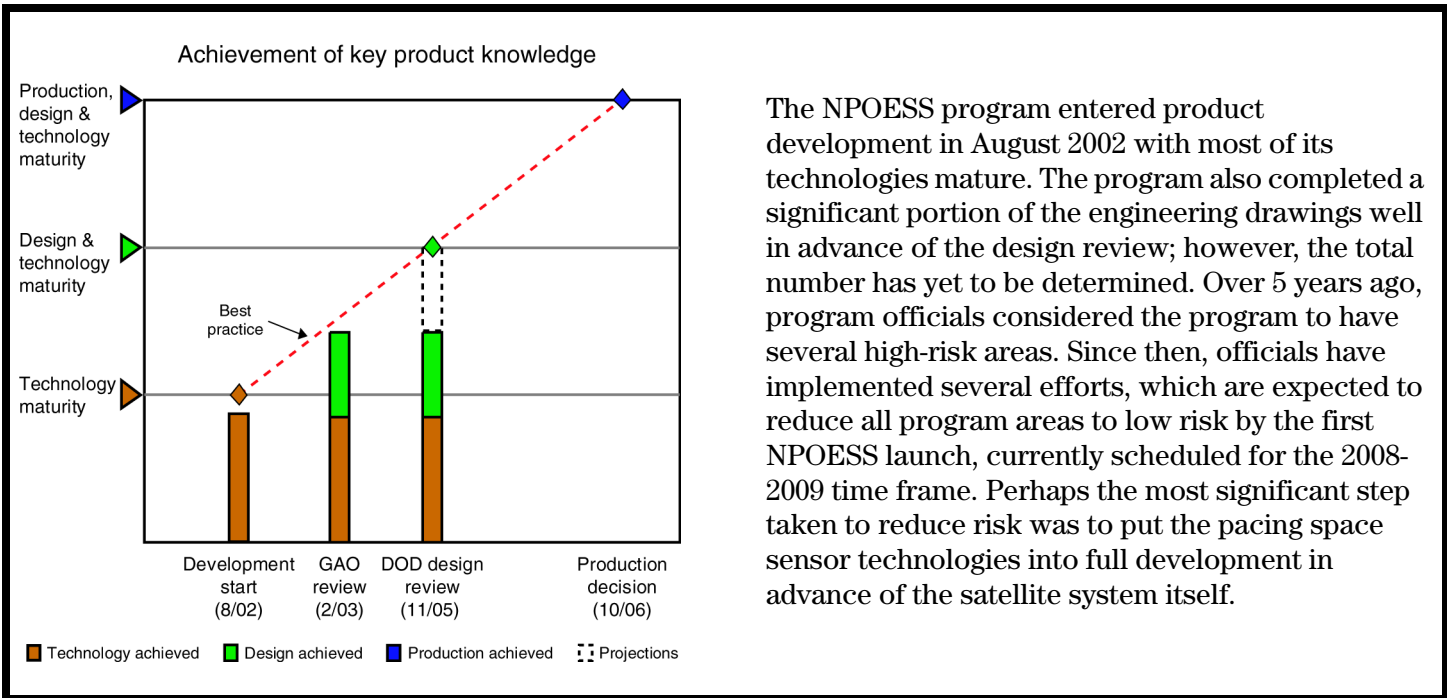 Achievement of key product knowledge
Production,
design &
technology
maturity
Design &
technology
maturity
Technology
maturity
Best
practice
Development
start
(8/02)
GAO
review
(2/03)
DOD design
review
(11/05)
Production
decision
(10/06)
Technology achieved
Design achieved
Production achieved
Projections
The NPOESS program entered product
development in August 2002 with most of its
technologies mature. The program also completed a
significant portion of the engineering drawings well
in advance of the design review; however, the total
number has yet to be determined. Over 5 years ago,
program officials considered the program to have
several high-risk areas. Since then, officials have
implemented several efforts, which are expected to
reduce all program areas to low risk by the first
NPOESS launch, currently scheduled for the 2008-
2009 time frame. Perhaps the most significant step
taken to reduce risk was to put the pacing space
sensor technologies into full development in
advance of the satellite system itself.